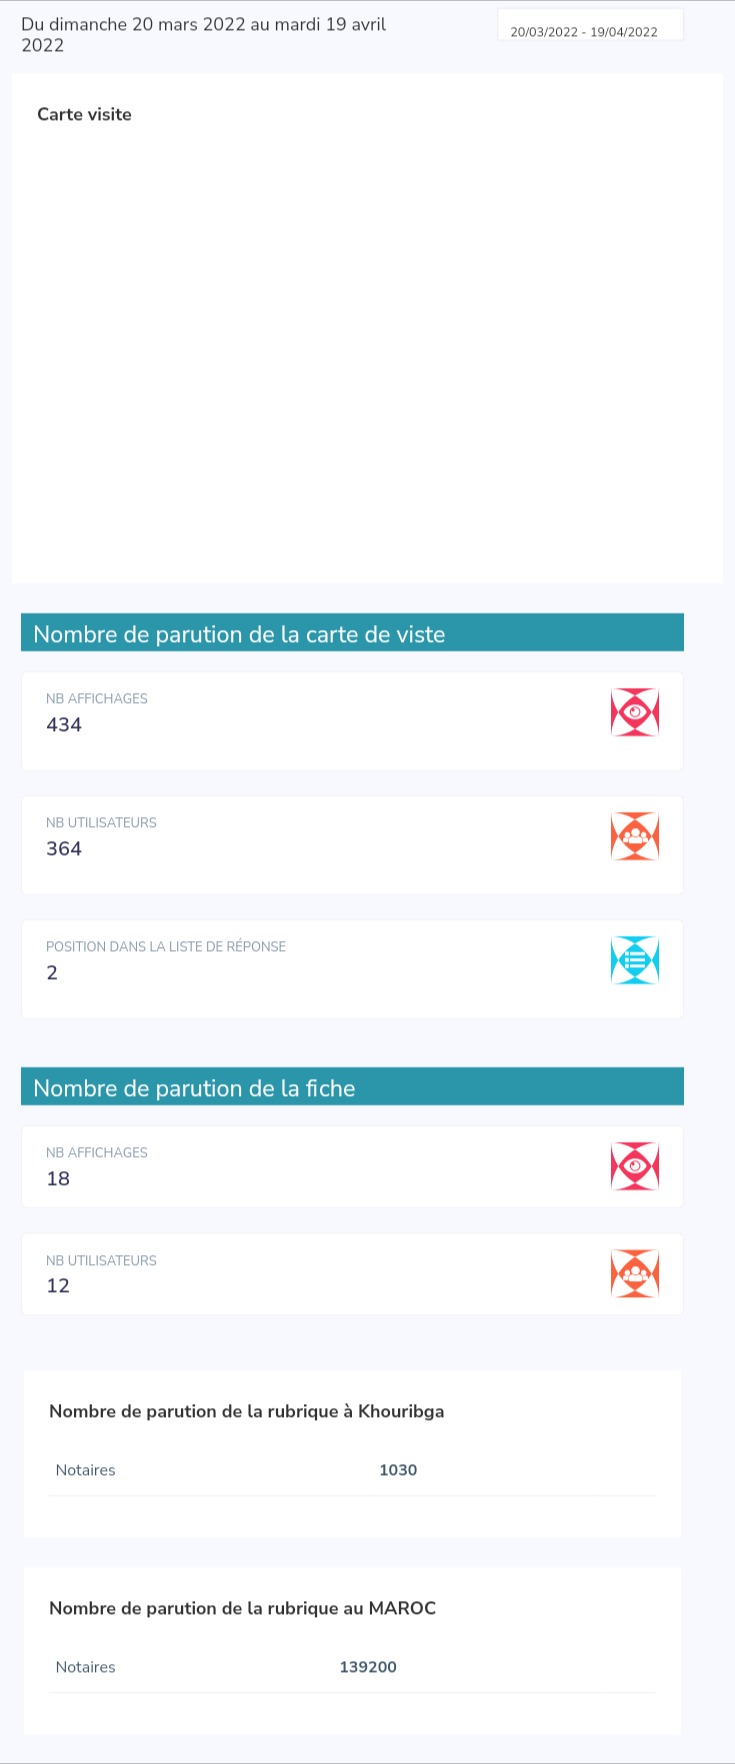 Du dimanche 20 mars 2022 au mardi 19 avril
2022
20/03/2022 - 19/04/2022
Carte visite
Nombre de parution de la carte de viste
NB AFFICHAGES
434
NB UTILISATEURS
364
POSITION DANS LA LISTE DE RÉPONSE
2
Nombre de parution de la fiche
NB AFFICHAGES
18
NB UTILISATEURS
12
Nombre de parution de la rubrique à Khouribga
Notaires 1030
Nombre de parution de la rubrique au MAROC
Notaires 139200